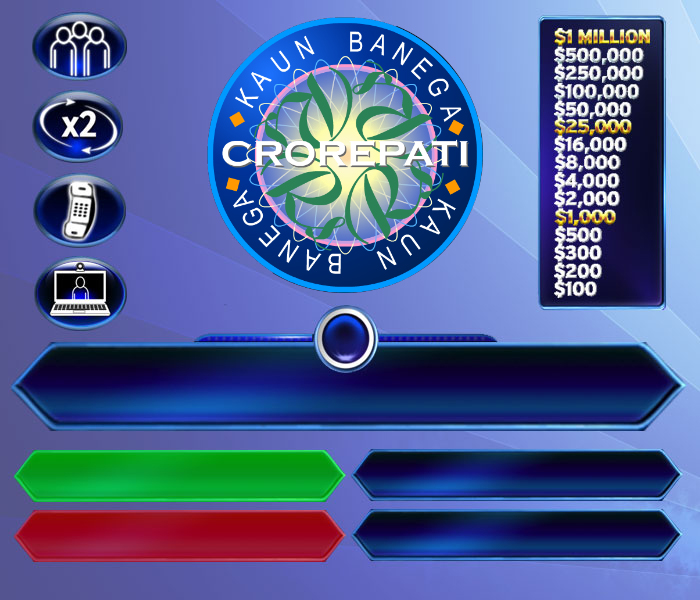 KAUN BANEGA
CROREPATI
KAUN BANEGA
x2
$1 MILLION
$500,000
$250,000
$100,000
$50,000
$25,000
$16,000
$8,000
$4,000
$2,000
$1,000
$500
$300
$200
$100